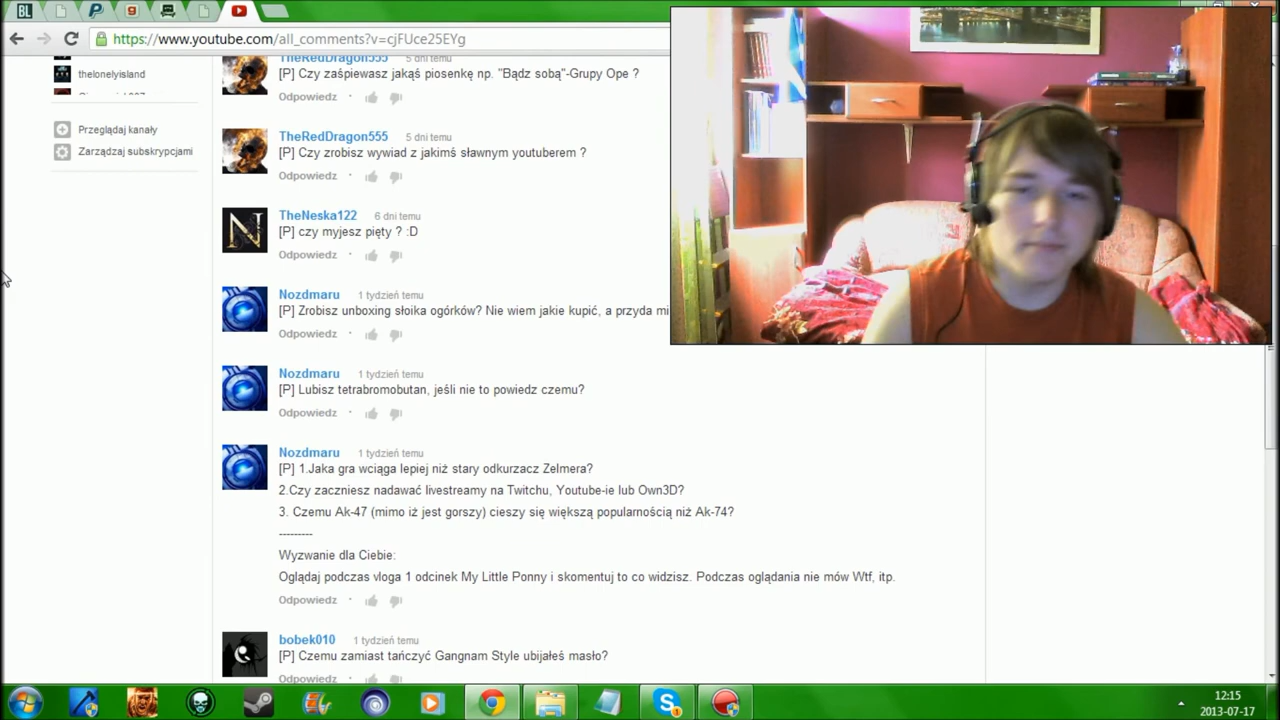 BL
https://www.youtube.com/all_comments?v=cjFUce25EYg
thelonelyisland
Przeglądaj kanały
Zarządzaj subskrypcjami
TheRedDragon555 5 dni temu
[P] Czy zaśpiewasz jakąś piosenkę np. "Bądz sobą"-Grupy Ope ?
Odpowiedz
TheRedDragon555 5 dni temu
[P] Czy zrobisz wywiad z jakimś sławnym youtuberem ?
Odpowiedz
N
TheNeska122 6 dni temu
[P] czy myjesz pięty ? :D
Odpowiedz
Nozdmaru 1 tydzień temu
[P] Zrobisz unboxing słoika ogórków? Nie wiem jakie kupić, a przyda mi
Odpowiedz
Nozdmaru 1 tydzień temu
[P] Lubisz tetrabromobutan, jeśli nie to powiedz czemu?
Odpowiedz
Nozdmaru 1 tydzień temu
[P] 1.Jaka gra wciąga lepiej niż stary odkurzacz Zelmera?
2.Czy zaczniesz nadawać livestreamy na Twitchu, Youtube-ie lub Own3D?
3. Czemu Ak-47 (mimo iż jest gorszy) cieszy się większą popularnością niż Ak-74?
---------
Wyzwanie dla Ciebie:
Oglądaj podczas vloga 1 odcinek My Little Ponny i skomentuj to co widzisz. Podczas oglądania nie mów Wtf, itp.
Odpowiedz
bobek010 1 tydzień temu
[P] Czemu zamiast tańczyć Gangnam Style ubijałeś masło?
Odpowiedz
12:15
2013-07-17